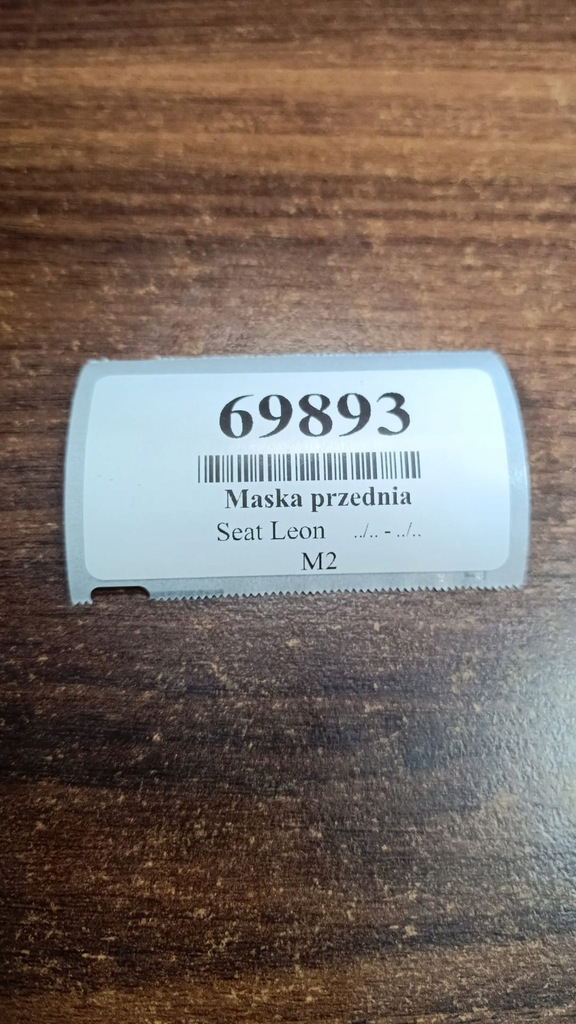 69893
Maska przednia
Seat Leon ../.. - ../..
M2